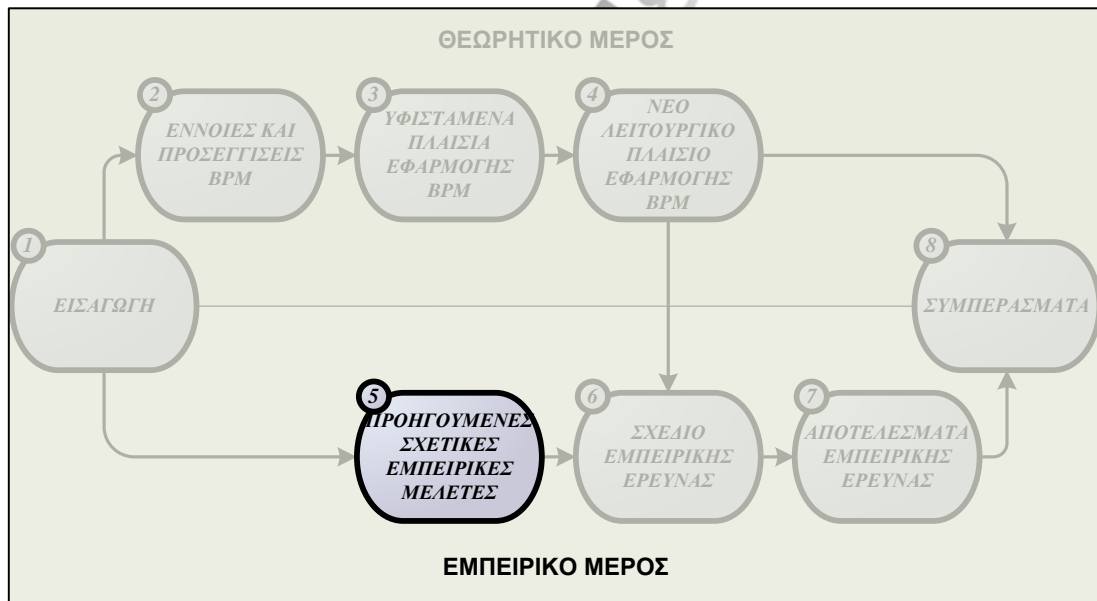 ΘΕΩΡΗΤΙΚΟ ΜΕΡΟΣ
2
ΕΝΝΟΙΕΣ ΚΑΙ
ΠΡΟΣΕΓΓΙΣΕΙΣ
BPM
3
ΥΦΙΣΤΑΜΕΝΑ
ΠΛΑΙΣΙΑ
ΕΦΑΡΜΟΓΗΣ
BPM
4
ΝΕΟ
ΛΕΙΤΟΥΡΓΙΚΟ
ΠΛΑΙΣΙΟ
ΕΦΑΡΜΟΓΗΣ
BPM
1
ΕΙΣΑΓΩΓΗ
8
ΣΥΜΠΕΡΑΣΜΑΤΑ
5
ΠΡΟΗΓΟΥΜΕΝΕΣ
ΣΧΕΤΙΚΕΣ
ΕΜΠΕΙΡΙΚΕΣ
ΜΕΛΕΤΕΣ
6
ΣΧΕΔΙΟ
ΕΜΠΕΙΡΙΚΗΣ
ΕΡΕΥΝΑΣ
7
ΑΠΟΤΕΛΕΣΜΑΤΑ
ΕΜΠΕΙΡΙΚΗΣ
ΕΡΕΥΝΑΣ
ΕΜΠΕΙΡΙΚΟ ΜΕΡΟΣ